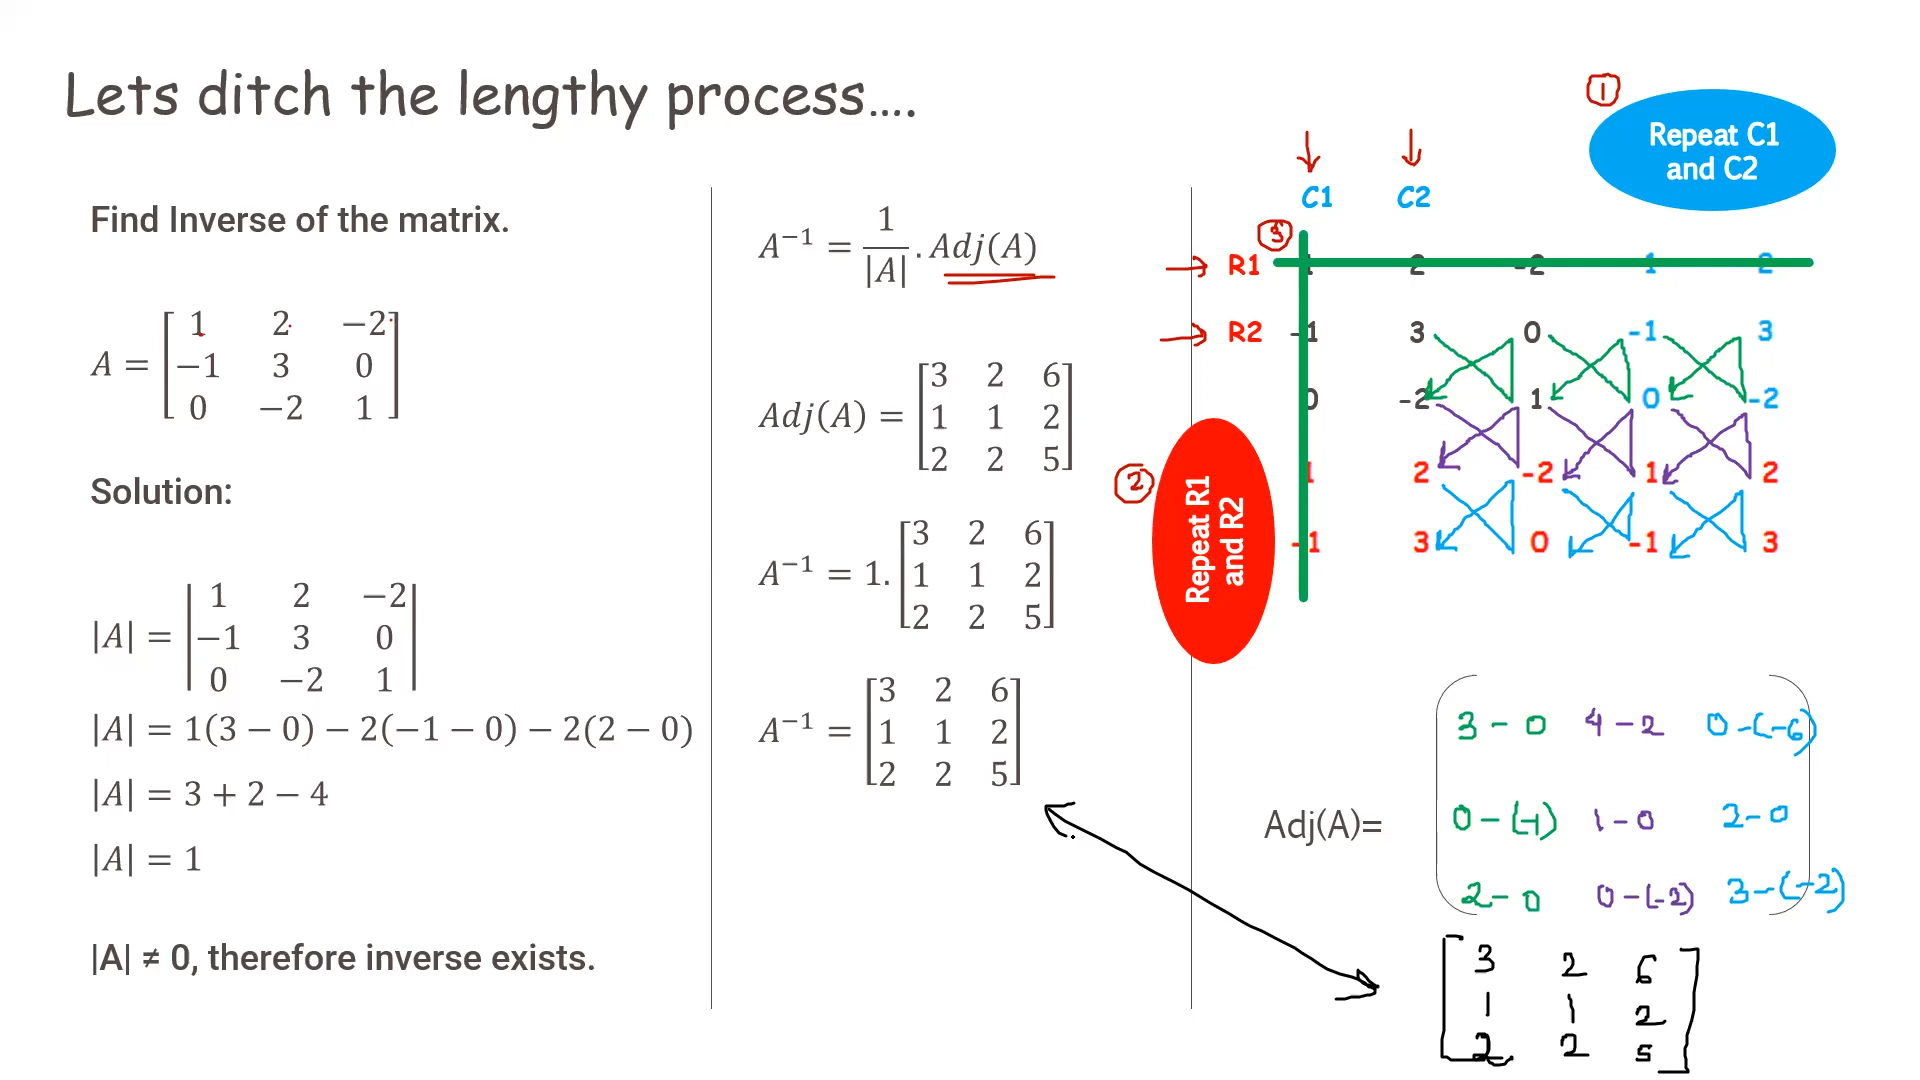 Lets ditch the lengthy process....
Find Inverse of the matrix.
A = [ 1 2 −2
−1 3 0
0 −2 1 ]
Solution:
|A| = | 1 2 −2
−1 3 0
0 −2 1 |
|A| = 1(3 − 0) − 2(−1 − 0) − 2(2 − 0)
|A| = 3 + 2 − 4
|A| = 1
|A| ≠ 0, therefore inverse exists.
A⁻¹ = 1/|A| . Adj(A)
Adj(A) = [ 3 2 6
1 1 2
2 2 5 ]
A⁻¹ = 1. [ 3 2 6
1 1 2
2 2 5 ]
A⁻¹ = [ 3 2 6
1 1 2
2 2 5 ]
1
Repeat C1
and C2
C1 C2
3
R1 1 2 -2 1 2
R2 -1 3 0 -1 3
0 -2 1 0 -2
1 2 -2 1 2
-1 3 0 -1 3
2
Repeat R1
and R2
Adj(A)=
3 - 0 4 - 2 0 - (-6)
0 - (-1) 1 - 0 2 - 0
2 - 0 0 - (-2) 3 - (-2)
[ 3 2 6
1 1 2
2 2 5 ]